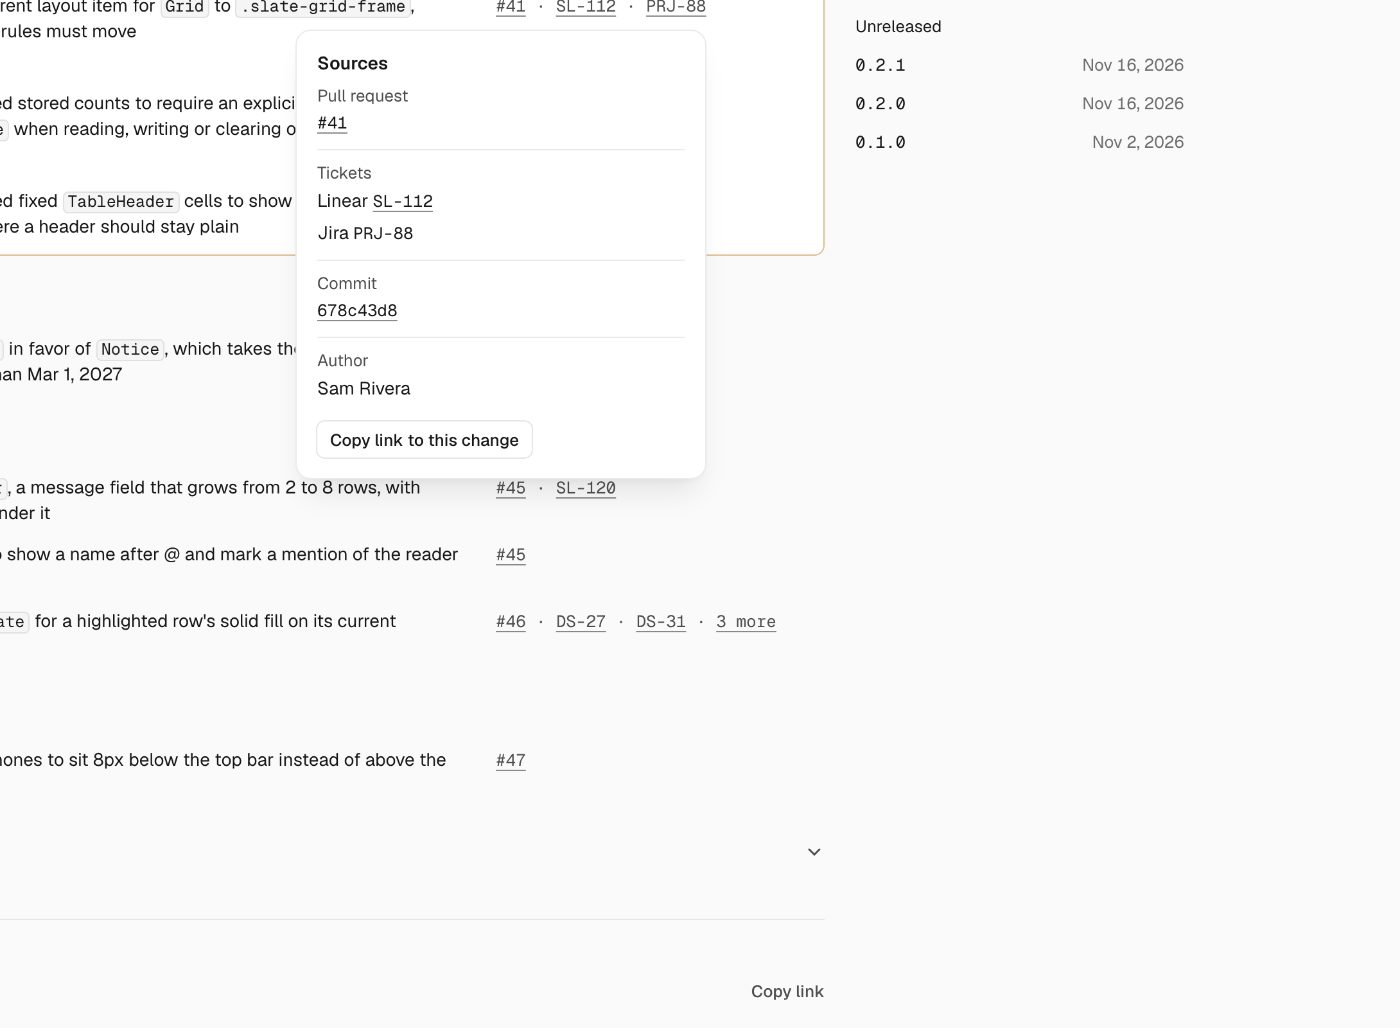 rent layout item for Grid to .slate-grid-frame, #41 · SL-112 · PRJ-88
rules must move
Sources
Pull request
#41
Tickets
Linear SL-112
Jira PRJ-88
Commit
678c43d8
Author
Sam Rivera
Copy link to this change
ed stored counts to require an explici
e when reading, writing or clearing o
ed fixed TableHeader cells to show
ere a header should stay plain
in favor of Notice, which takes the
han Mar 1, 2027
r, a message field that grows from 2 to 8 rows, with #45 · SL-120
nder it
o show a name after @ and mark a mention of the reader #45
ate for a highlighted row's solid fill on its current #46 · DS-27 · DS-31 · 3 more
hones to sit 8px below the top bar instead of above the #47
Copy link
Unreleased
0.2.1 Nov 16, 2026
0.2.0 Nov 16, 2026
0.1.0 Nov 2, 2026